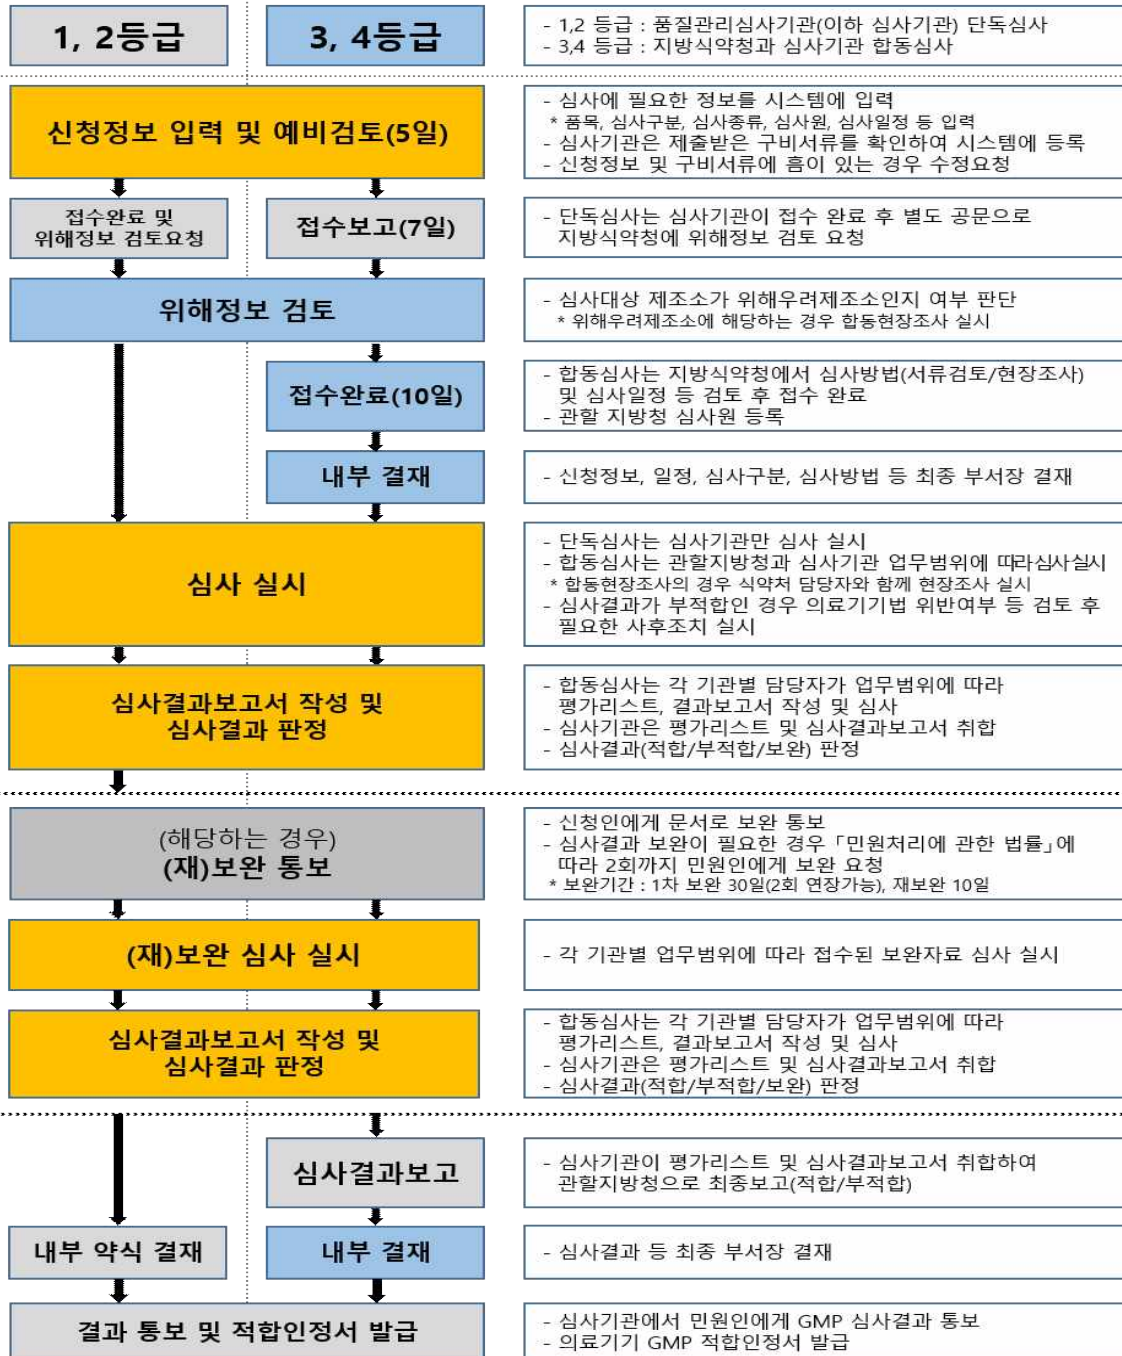 1, 2등급
3, 4등급
- 1,2 등급 : 품질관리심사기관(이하 심사기관) 단독심사
- 3,4 등급 : 지방식약청과 심사기관 합동심사
신청정보 입력 및 예비검토(5일)
- 심사에 필요한 정보를 시스템에 입력
* 품목, 심사구분, 심사종류, 심사원, 심사일정 등 입력
- 심사기관은 제출받은 구비서류를 확인하여 시스템에 등록
- 신청정보 및 구비서류에 흠이 있는 경우 수정요청
접수완료 및
위해정보 검토요청
접수보고(7일)
- 단독심사는 심사기관이 접수 완료 후 별도 공문으로
지방식약청에 위해정보 검토 요청
위해정보 검토
- 심사대상 제조소가 위해우려제조소인지 여부 판단
* 위해우려제조소에 해당하는 경우 합동현장조사 실시
접수완료(10일)
- 합동심사는 지방식약청에서 심사방법(서류검토/현장조사)
및 심사일정 등 검토 후 접수 완료
- 관할 지방청 심사원 등록
내부 결재
- 신청정보, 일정, 심사구분, 심사방법 등 최종 부서장 결재
심사 실시
- 단독심사는 심사기관만 심사 실시
- 합동심사는 관할지방청과 심사기관 업무범위에 따라심사실시
* 합동현장조사의 경우 식약처 담당자와 함께 현장조사 실시
- 심사결과가 부적합인 경우 의료기기법 위반여부 등 검토 후
필요한 사후조치 실시
심사결과보고서 작성 및
심사결과 판정
- 합동심사는 각 기관별 담당자가 업무범위에 따라
평가리스트, 결과보고서 작성 및 심사
- 심사기관은 평가리스트 및 심사결과보고서 취합
- 심사결과(적합/부적합/보완) 판정
(해당하는 경우)
(재)보완 통보
- 신청인에게 문서로 보완 통보
- 심사결과 보완이 필요한 경우 「민원처리에 관한 법률」에
따라 2회까지 민원인에게 보완 요청
* 보완기간 : 1차 보완 30일(2회 연장가능), 재보완 10일
(재)보완 심사 실시
- 각 기관별 업무범위에 따라 접수된 보완자료 심사 실시
심사결과보고서 작성 및
심사결과 판정
- 합동심사는 각 기관별 담당자가 업무범위에 따라
평가리스트, 결과보고서 작성 및 심사
- 심사기관은 평가리스트 및 심사결과보고서 취합
- 심사결과(적합/부적합/보완) 판정
심사결과보고
- 심사기관이 평가리스트 및 심사결과보고서 취합하여
관할지방청으로 최종보고(적합/부적합)
내부 약식 결재
내부 결재
- 심사결과 등 최종 부서장 결재
결과 통보 및 적합인정서 발급
- 심사기관에서 민원인에게 GMP 심사결과 통보
- 의료기기 GMP 적합인정서 발급